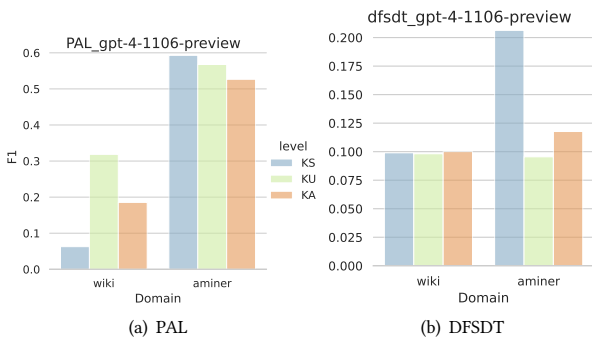 PAL_gpt-4-1106-preview
0.6
0.5
0.4
0.3
0.2
0.1
0.0
F1
wiki
aminer
Domain
level
KS
KU
KA
(a) PAL
dfsdt_gpt-4-1106-preview
0.200
0.175
0.150
0.125
0.100
0.075
0.050
0.025
0.000
wiki
aminer
Domain
(b) DFSDT